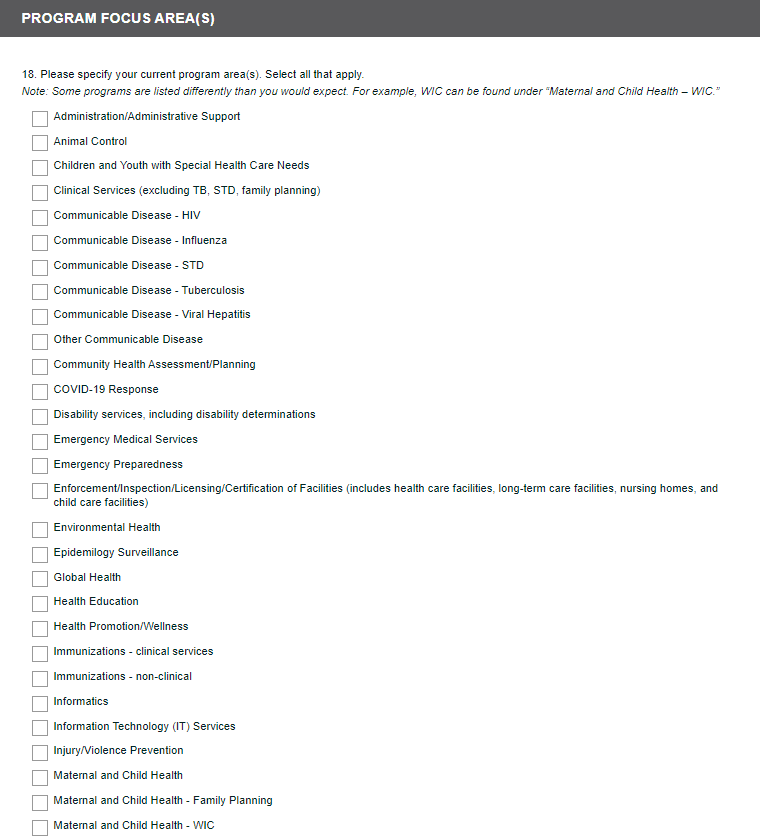 PROGRAM FOCUS AREA(S)
18. Please specify your current program area(s). Select all that apply.
Note: Some programs are listed differently than you would expect. For example, WIC can be found under “Maternal and Child Health – WIC.”
Administration/Administrative Support
Animal Control
Children and Youth with Special Health Care Needs
Clinical Services (excluding TB, STD, family planning)
Communicable Disease - HIV
Communicable Disease - Influenza
Communicable Disease - STD
Communicable Disease - Tuberculosis
Communicable Disease - Viral Hepatitis
Other Communicable Disease
Community Health Assessment/Planning
COVID-19 Response
Disability services, including disability determinations
Emergency Medical Services
Emergency Preparedness
Enforcement/Inspection/Licensing/Certification of Facilities (includes health care facilities, long-term care facilities, nursing homes, and
child care facilities)
Environmental Health
Epidemilogy Surveillance
Global Health
Health Education
Health Promotion/Wellness
Immunizations - clinical services
Immunizations - non-clinical
Informatics
Information Technology (IT) Services
Injury/Violence Prevention
Maternal and Child Health
Maternal and Child Health - Family Planning
Maternal and Child Health - WIC